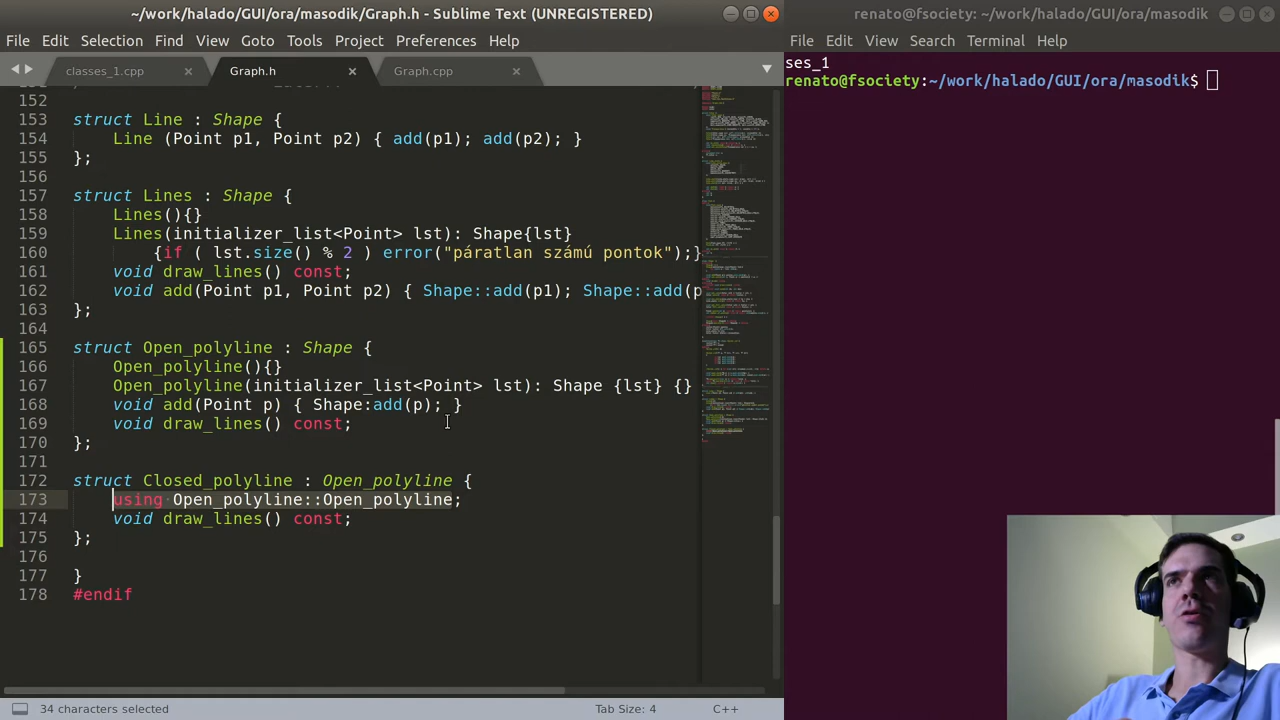 ~/work/halado/GUI/ora/masodik/Graph.h - Sublime Text (UNREGISTERED)
File Edit Selection Find View Goto Tools Project Preferences Help
classes_1.cpp × Graph.h × Graph.cpp ×
152
153 struct Line : Shape {
154 Line (Point p1, Point p2) { add(p1); add(p2); }
155 };
156
157 struct Lines : Shape {
158 Lines(){}
159 Lines(initializer_list<Point> lst): Shape{lst}
160 {if ( lst.size() % 2 ) error("páratlan számú pontok");}
161 void draw_lines() const;
162 void add(Point p1, Point p2) { Shape::add(p1); Shape::add(p
163 };
164
165 struct Open_polyline : Shape {
166 Open_polyline(){}
167 Open_polyline(initializer_list<Point> lst): Shape {lst} {}
168 void add(Point p) { Shape:add(p); }
169 void draw_lines() const;
170 };
171
172 struct Closed_polyline : Open_polyline {
173 using Open_polyline::Open_polyline;
174 void draw_lines() const;
175 };
176
177 }
178 #endif
34 characters selected Tab Size: 4 C++
renato@fsociety: ~/work/halado/GUI/ora/masodik
File Edit View Search Terminal Help
ses_1
renato@fsociety:~/work/halado/GUI/ora/masodik$